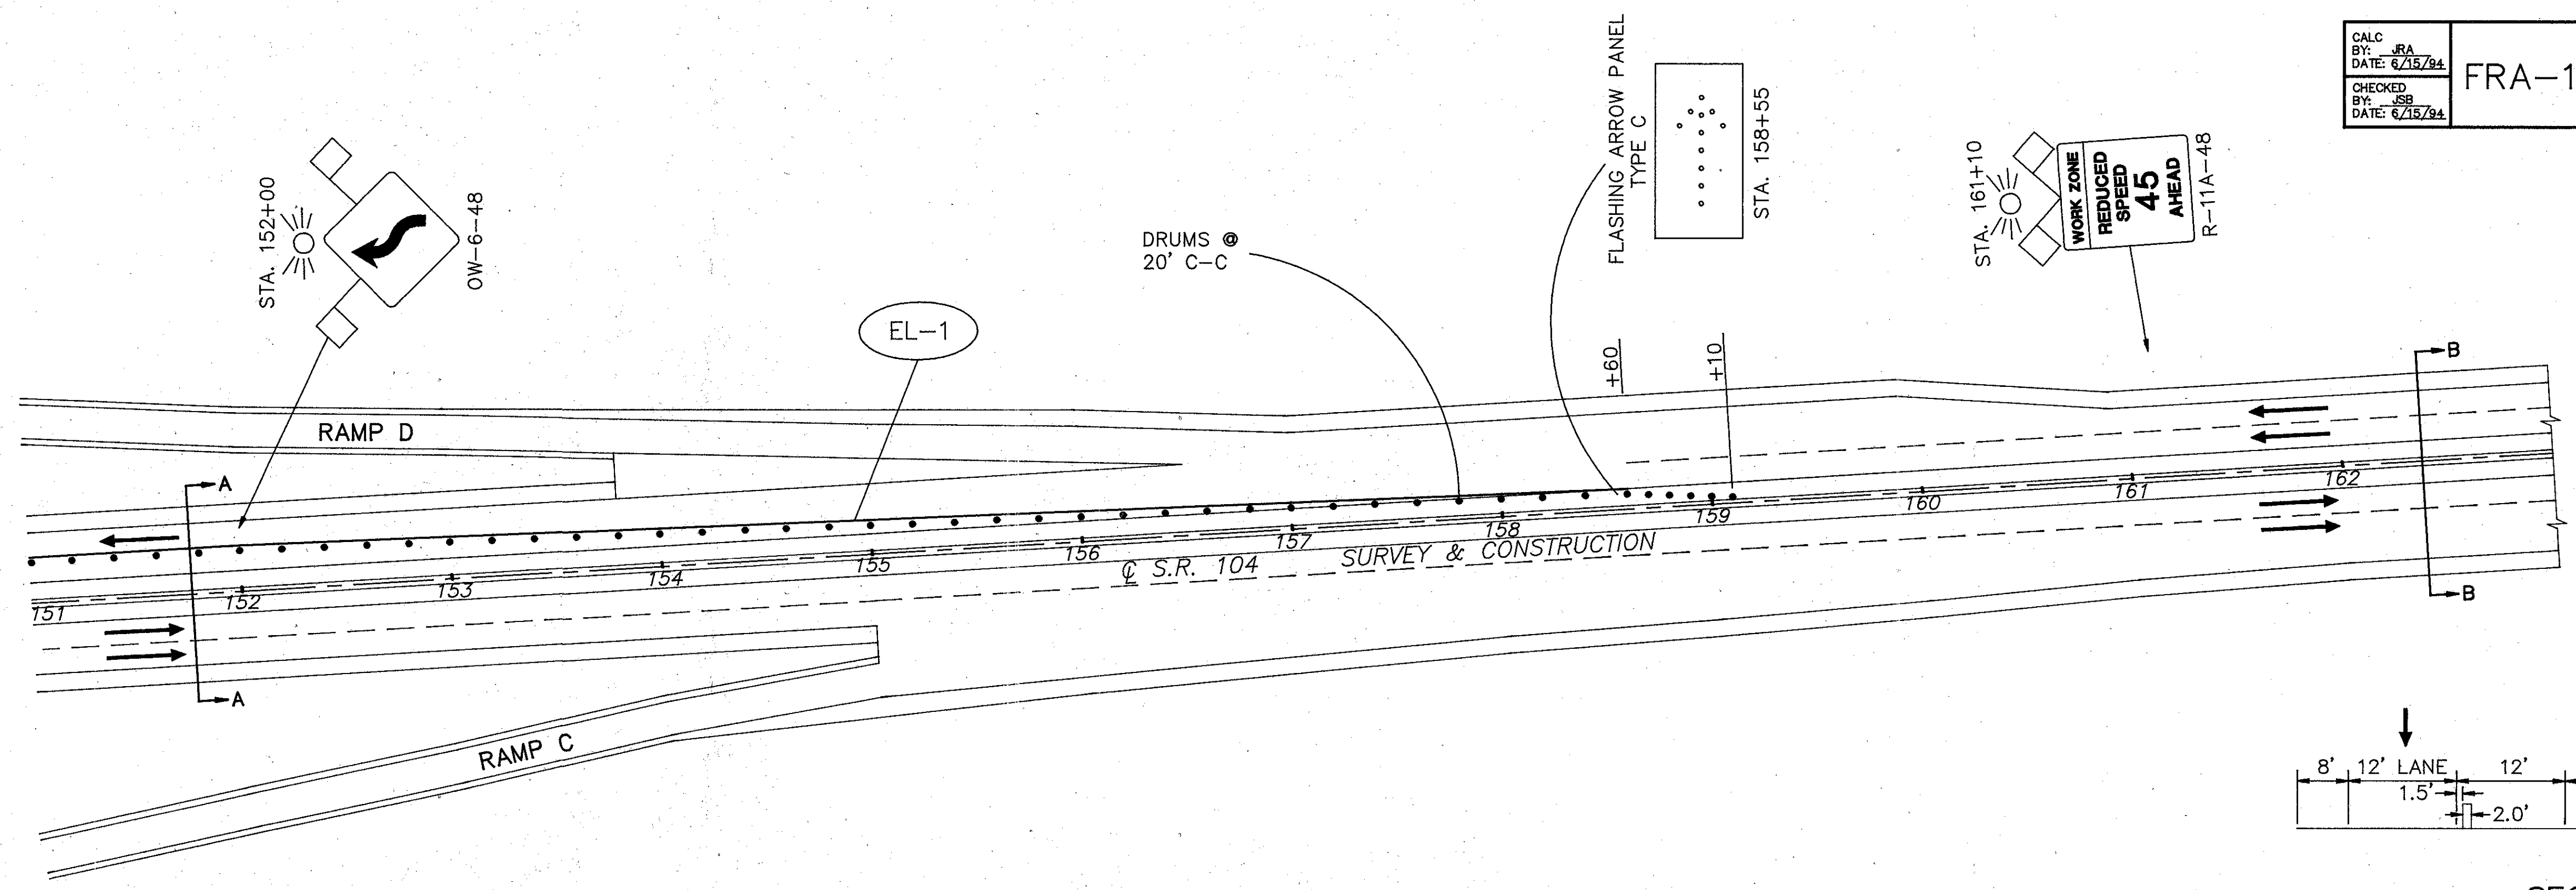 CALC
BY: JRA
DATE: 6/15/94
CHECKED
BY: JSB
DATE: 6/15/94
FRA-1
STA. 152+00
OW-6-48
EL-1
DRUMS @
20' C-C
FLASHING ARROW PANEL
TYPE C
STA. 158+55
STA. 161+10
WORK ZONE
REDUCED
SPEED
45
AHEAD
R-11A-48
+60
+10
B
RAMP D
A
151
152
153
154
155
156
157
158
159
160
161
162
℄ S.R. 104
SURVEY & CONSTRUCTION
B
A
RAMP C
8'
12' LANE
12'
1.5'
2.0'